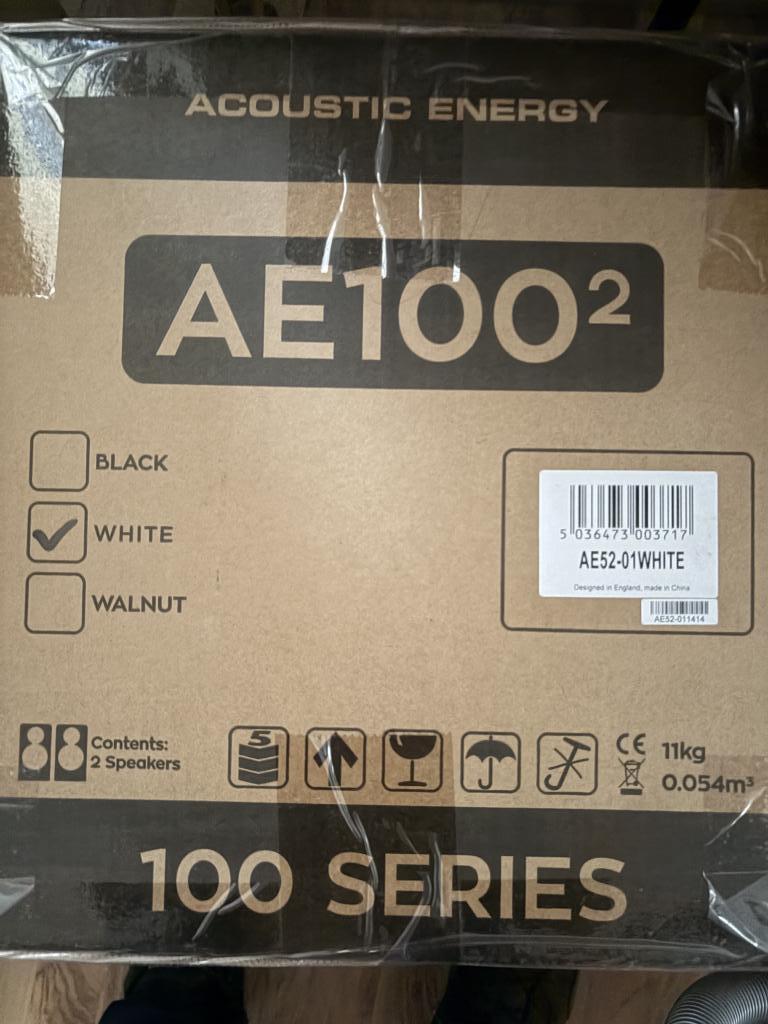 ACOUSTIC ENERGY
AE100²
BLACK
WHITE
WALNUT
5 036473 003717
AE52-01WHITE
Designed in England, made in China
AE52-011414
Contents:
2 Speakers
5
CE
11kg
0.054m³
100 SERIES